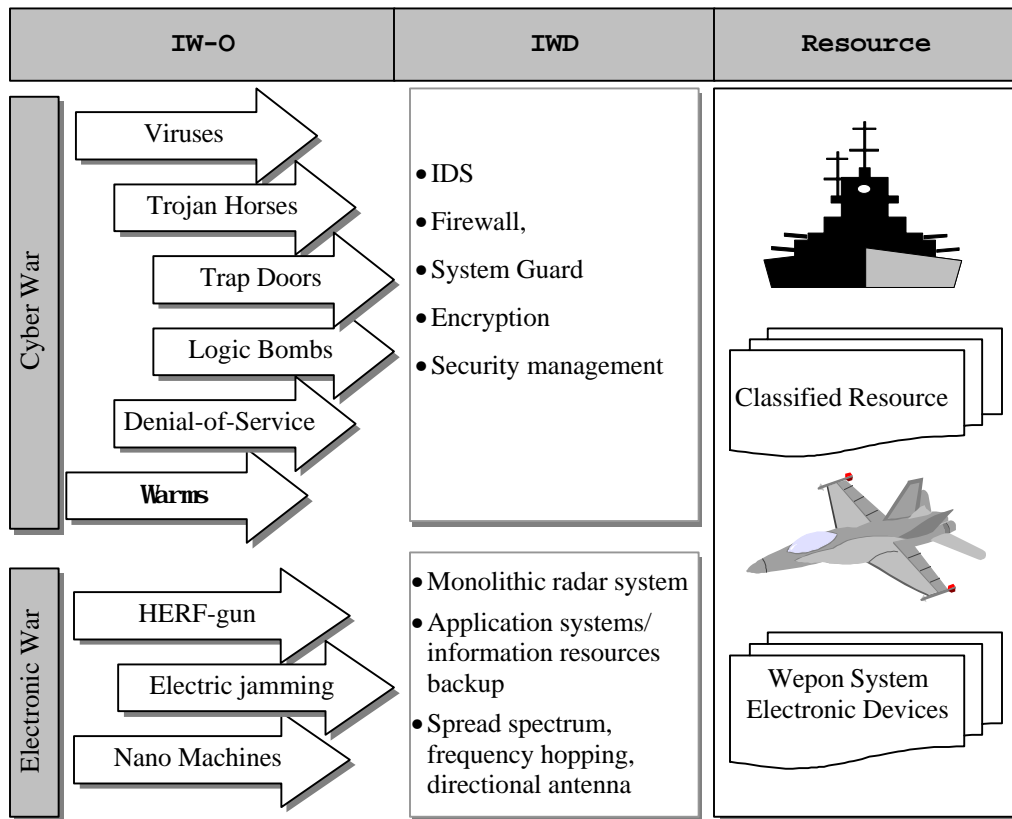 IW-O
IWD
Resource
Cyber War
Viruses
Trojan Horses
Trap Doors
Logic Bombs
Denial-of-Service
Warms
• IDS
• Firewall,
• System Guard
• Encryption
• Security management
Classified Resource
Electronic War
HERF-gun
Electric jamming
Nano Machines
• Monolithic radar system
• Application systems/
information resources
backup
• Spread spectrum,
frequency hopping,
directional antenna
Wepon System
Electronic Devices